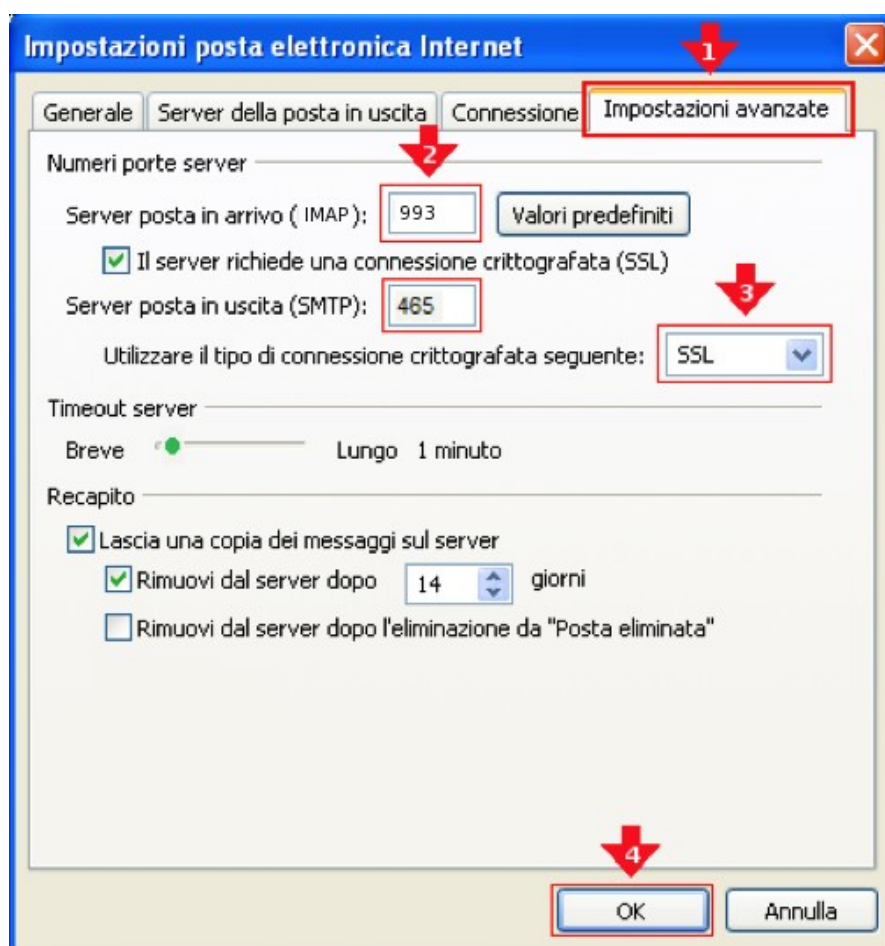 Impostazioni posta elettronica Internet
1
Generale Server della posta in uscita Connessione Impostazioni avanzate
2
Numeri porte server
Server posta in arrivo ( IMAP): 993 Valori predefiniti
Il server richiede una connessione crittografata (SSL)
3
Server posta in uscita (SMTP): 465
Utilizzare il tipo di connessione crittografata seguente: SSL
Timeout server
Breve Lungo 1 minuto
Recapito
Lascia una copia dei messaggi sul server
Rimuovi dal server dopo 14 giorni
Rimuovi dal server dopo l'eliminazione da "Posta eliminata"
4
OK Annulla